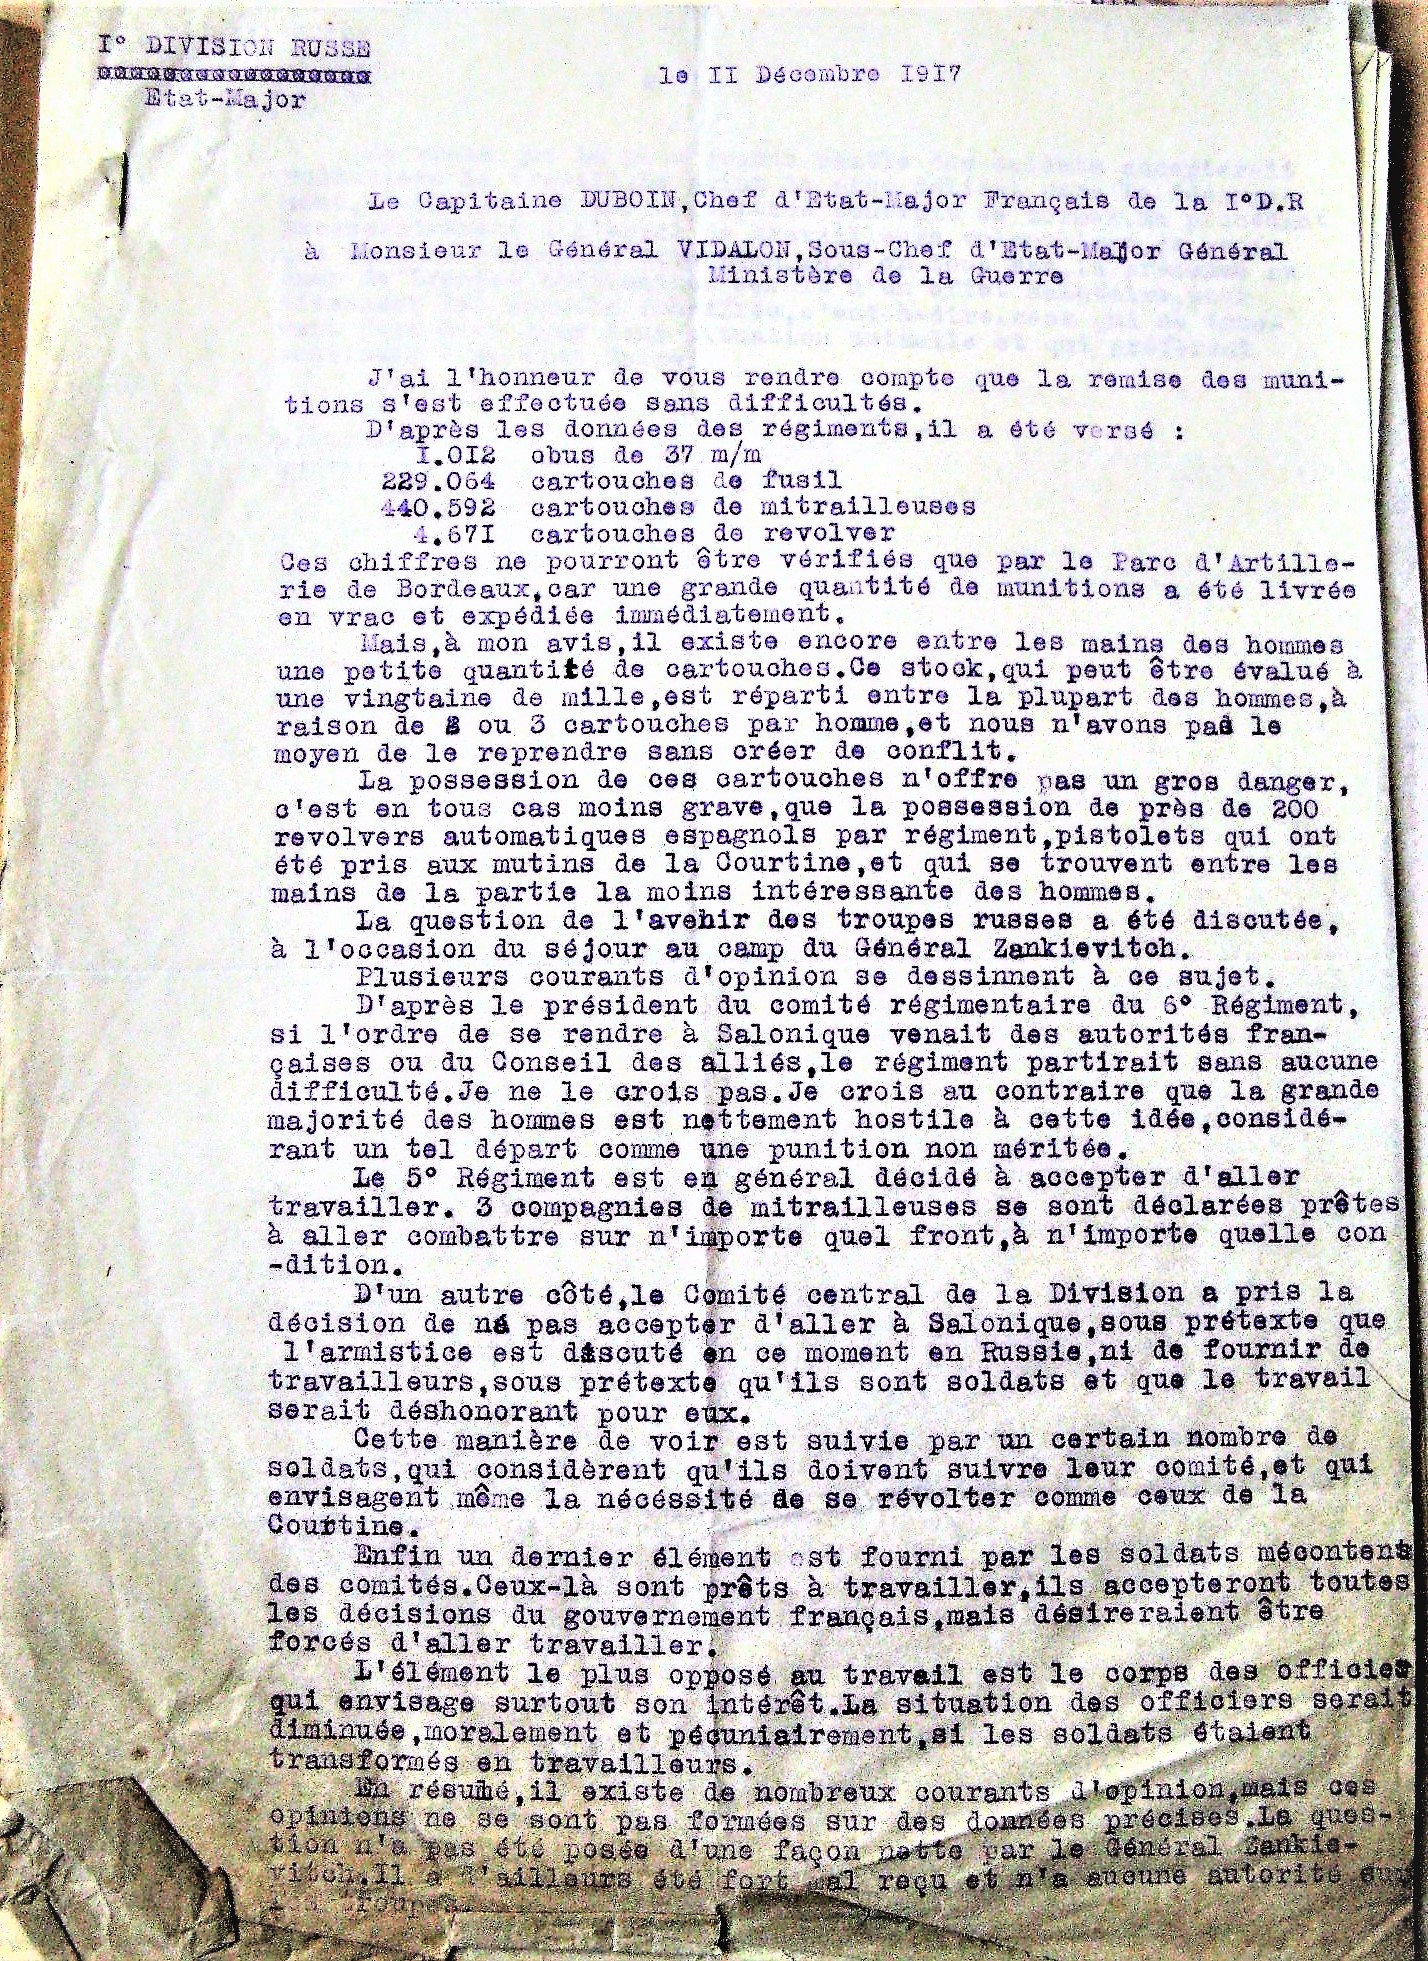 I° DIVISION RUSSE
Etat-Major
le II Décembre I9I7
Le Capitaine DUBOIN,Chef d'Etat-Major Français de la I°D.R
à Monsieur le Général VIDALON,Sous-Chef d'Etat-Major Général
Ministère de la Guerre
J'ai l'honneur de vous rendre compte que la remise des muni-
tions s'est effectuée sans difficultés.
D'après les données des régiments,il a été versé :
I.OI2 obus de 37 m/m
229.064 cartouches de fusil
440.592 cartouches de mitrailleuses
4.67I cartouches de revolver
Ces chiffres ne pourront être vérifiés que par le Parc d'Artille-
rie de Bordeaux,car une grande quantité de munitions a été livrée
en vrac et expédiée immédiatement.
Mais,à mon avis,il existe encore entre les mains des hommes
une petite quantité de cartouches.Ce stock,qui peut être évalué à
une vingtaine de mille,est réparti entre la plupart des hommes,à
raison de 2 ou 3 cartouches par homme,et nous n'avons pas le
moyen de le reprendre sans créer de conflit.
La possession de ces cartouches n'offre pas un gros danger,
c'est en tous cas moins grave,que la possession de près de 200
revolvers automatiques espagnols par régiment,pistolets qui ont
été pris aux mutins de la Courtine,et qui se trouvent entre les
mains de la partie la moins intéressante des hommes.
La question de l'avenir des troupes russes a été discutée,
à l'occasion du séjour au camp du Général Zankievitch.
Plusieurs courants d'opinion se dessinnent à ce sujet.
D'après le président du comité régimentaire du 6° Régiment,
si l'ordre de se rendre à Salonique venait des autorités fran-
çaises ou du Conseil des alliés,le régiment partirait sans aucune
difficulté.Je ne le crois pas.Je crois au contraire que la grande
majorité des hommes est nettement hostile à cette idée,considé-
rant un tel départ comme une punition non méritée.
Le 5° Régiment est en général décidé à accepter d'aller
travailler. 3 compagnies de mitrailleuses se sont déclarées prêtes
à aller combattre sur n'importe quel front,à n'importe quelle con
-dition.
D'un autre côté,le Comité central de la Division a pris la
décision de ne pas accepter d'aller à Salonique,sous prétexte que
l'armistice est discuté en ce moment en Russie,ni de fournir de
travailleurs,sous prétexte qu'ils sont soldats et que le travail
serait déshonorant pour eux.
Cette manière de voir est suivie par un certain nombre de
soldats,qui considèrent qu'ils doivent suivre leur comité,et qui
envisagent même la nécéssité de se révolter comme ceux de la
Courtine.
Enfin un dernier élément est fourni par les soldats mécontents
des comités.Ceux-là sont prêts à travailler,ils accepteront toutes
les décisions du gouvernement français,mais désireraient être
forcés d'aller travailler.
L'élément le plus opposé au travail est le corps des officier
qui envisage surtout son intérêt.La situation des officiers serait
diminuée,moralement et pécuniairement,si les soldats étaient
transformés en travailleurs.
En résumé,il existe de nombreux courants d'opinion,mais ces
opinions ne se sont pas formées sur des données précises.La ques-
tion n'a pas été posée d'une façon nette par le Général Zankie-
vitch.Il a d'ailleurs été fort mal reçu et n'a aucune autorité sur
troupes.